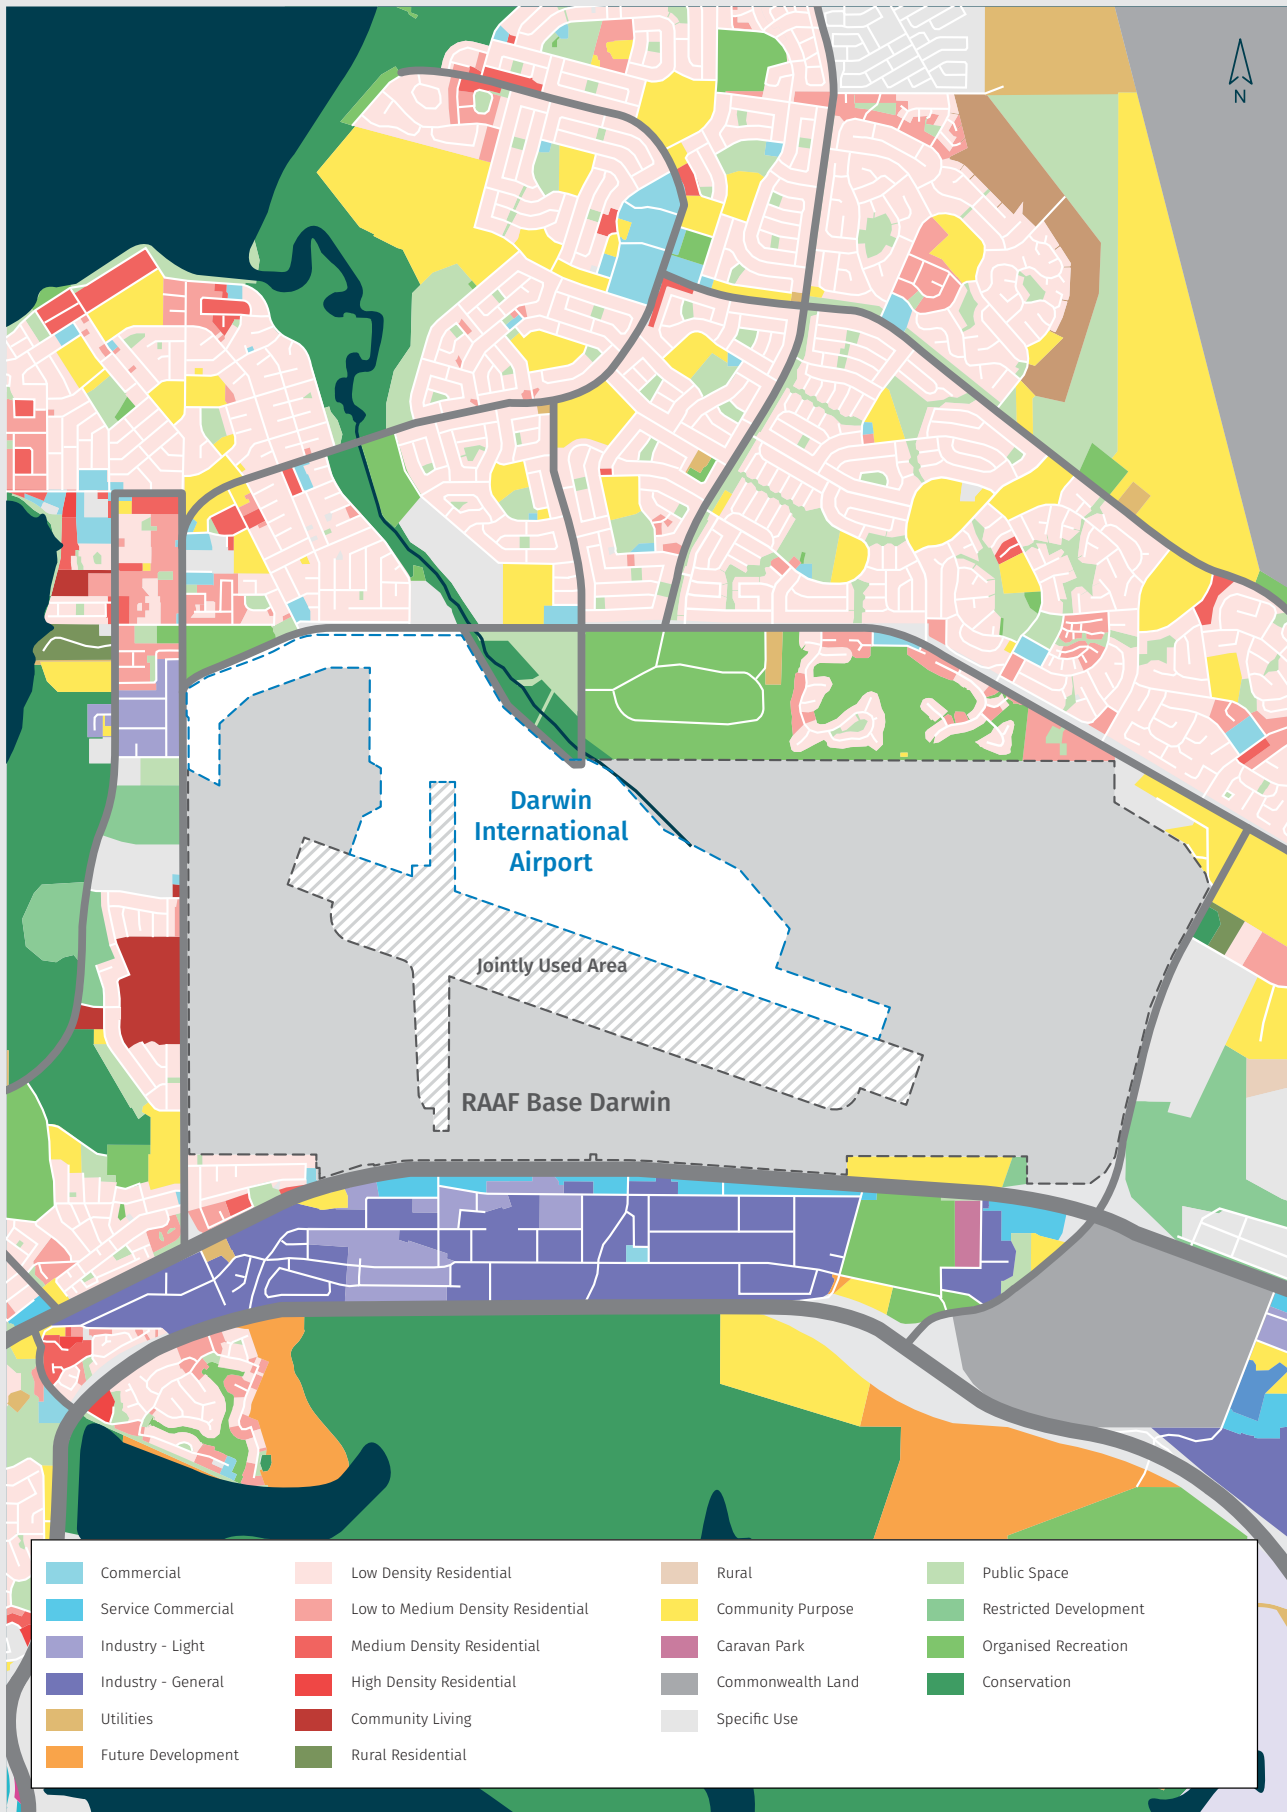 N
Darwin
International
Airport
Jointly Used Area
RAAF Base Darwin
Commercial
Service Commercial
Industry - Light
Industry - General
Utilities
Future Development
Low Density Residential
Low to Medium Density Residential
Medium Density Residential
High Density Residential
Community Living
Rural Residential
Rural
Community Purpose
Caravan Park
Commonwealth Land
Specific Use
Public Space
Restricted Development
Organised Recreation
Conservation